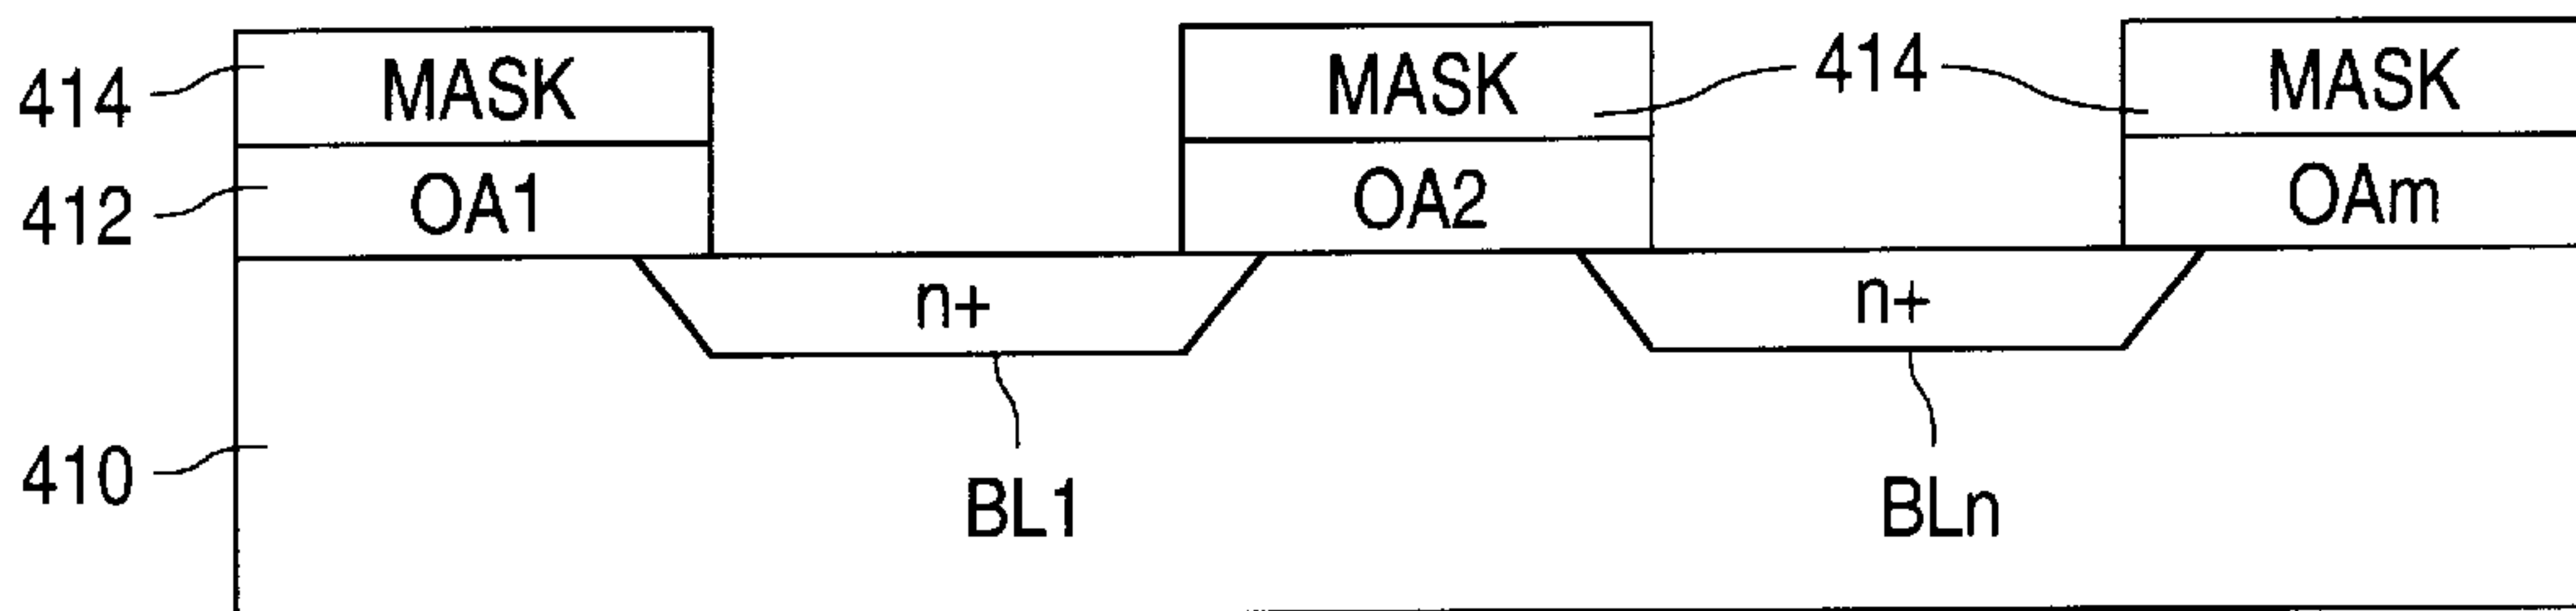 414 MASK MASK 414 MASK
412 OA1 OA2 OAm
n+ n+
410
BL1 BLn